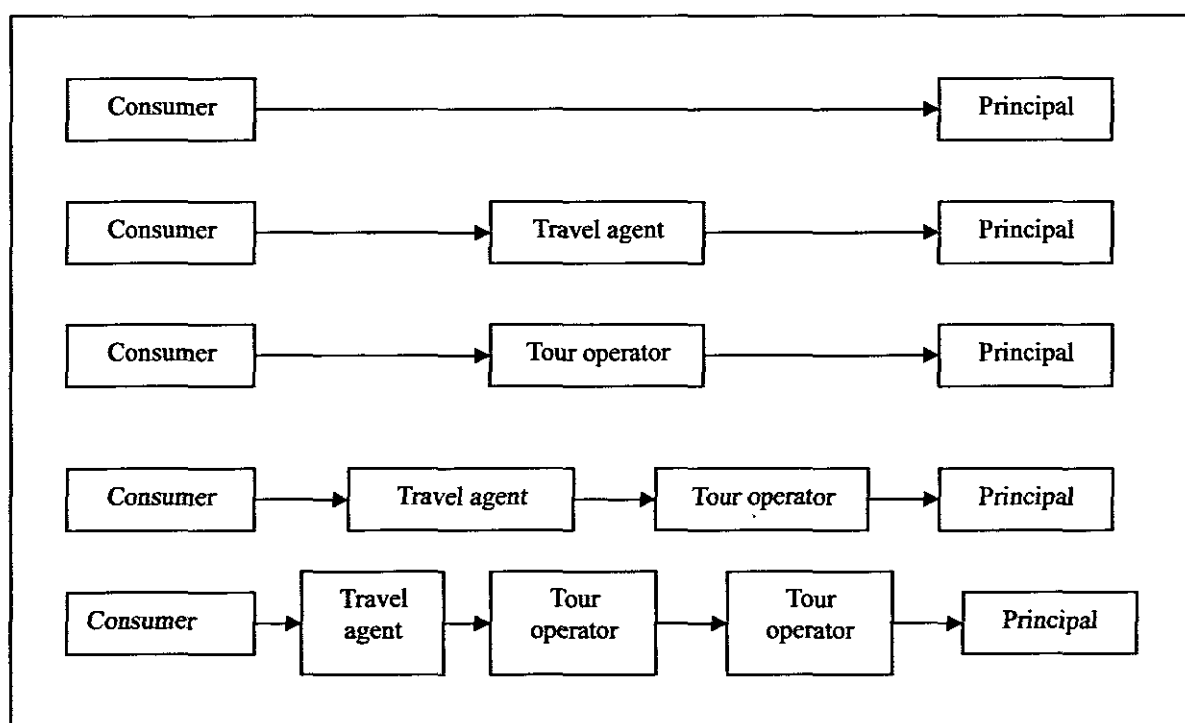 Consumer
Principal
Consumer
Travel agent
Principal
Consumer
Tour operator
Principal
Consumer
Travel agent
Tour operator
Principal
Consumer
Travel
agent
Tour
operator
Tour
operator
Principal